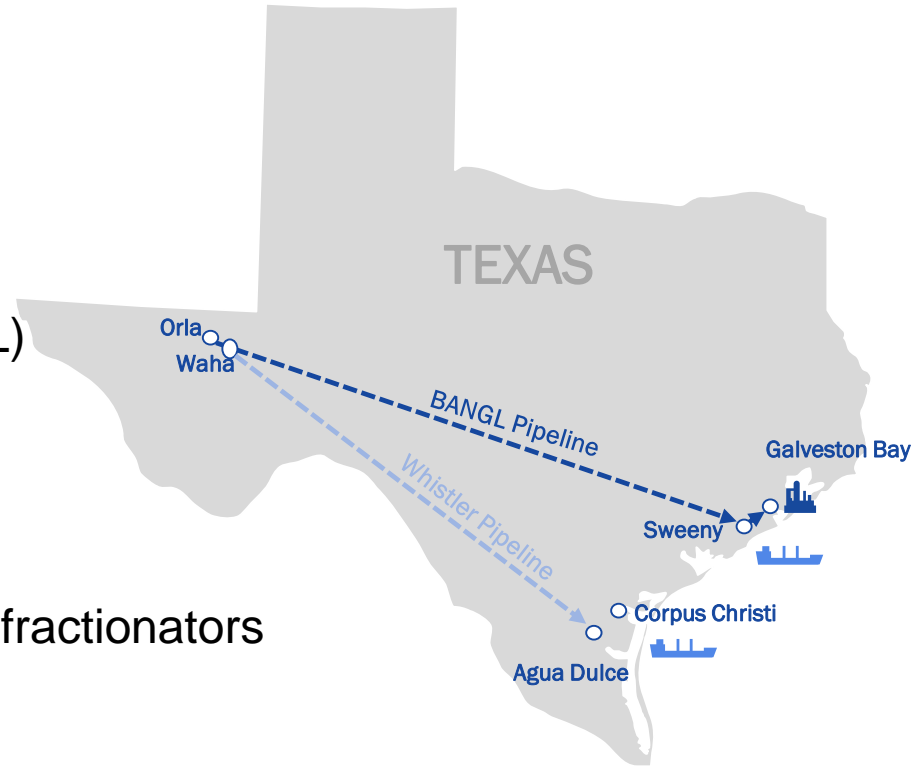 TEXAS
L)
Orla
Waha
BANGL Pipeline
Galveston Bay
Whistler Pipeline
Sweeny
Corpus Christi
fractionators
Agua Dulce